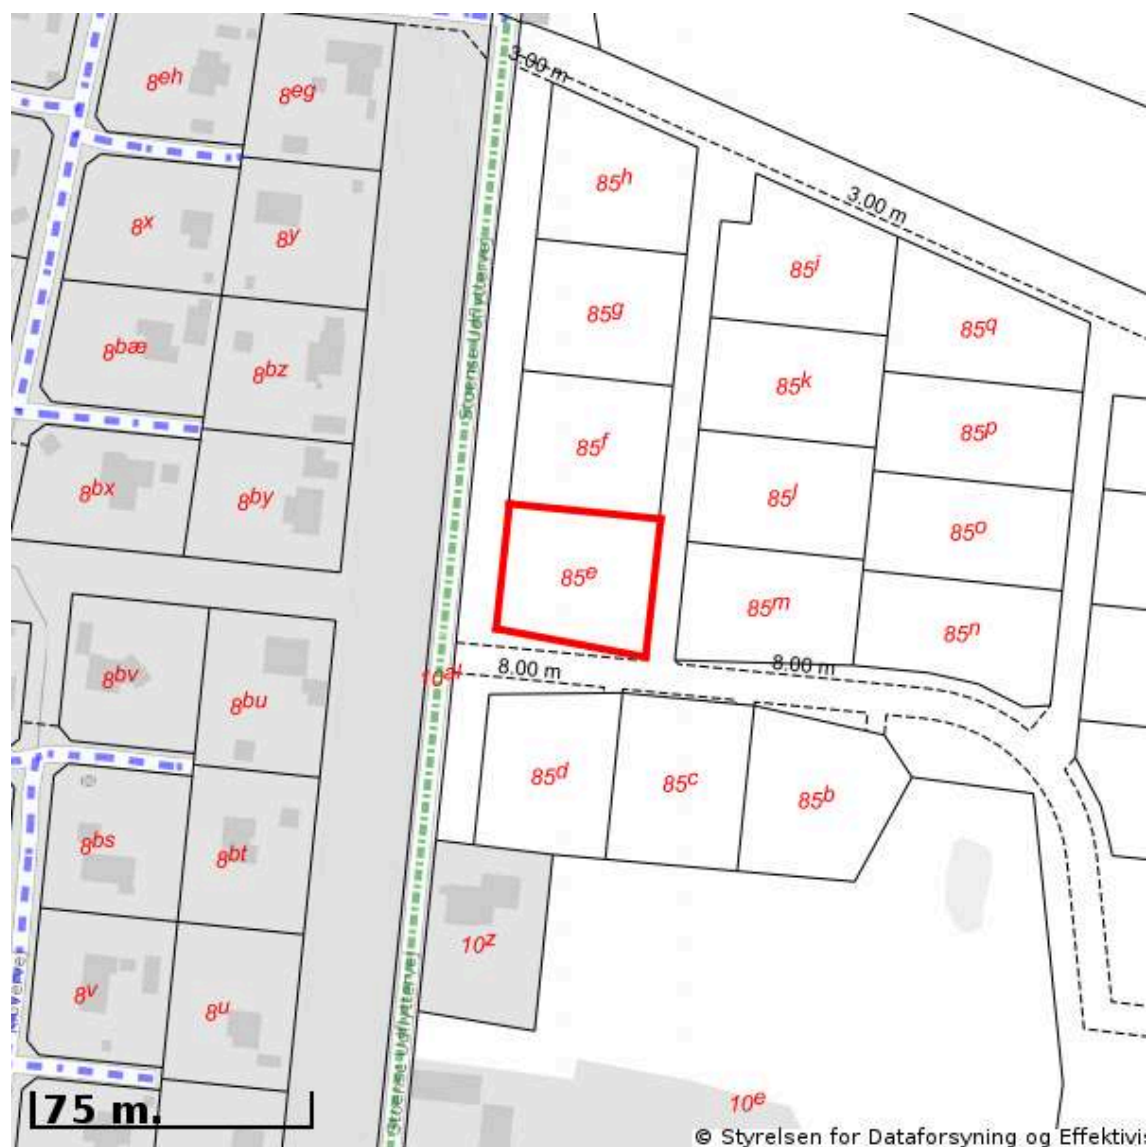 3.00 m
8eh
8eg
85h
3.00 m
8x
8y
85i
85g
85q
8bæ
8bz
85k
85f
85p
8bx
8by
85l
85o
85e
85m
85n
8bv
8bu
10al
8.00 m
8.00 m
85d
85c
85b
8bs
8bt
10z
8v
8u
10e
75 m.
© Styrelsen for Dataforsyning og Effektivi